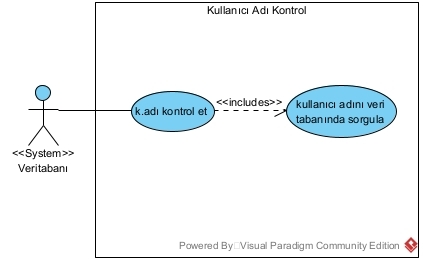 Kullanıcı Adı Kontrol
k.adı kontrol et
<<includes>>
kullanıcı adını veri
tabanında sorgula
<<System>>
Veritabanı
Powered By Visual Paradigm Community Edition